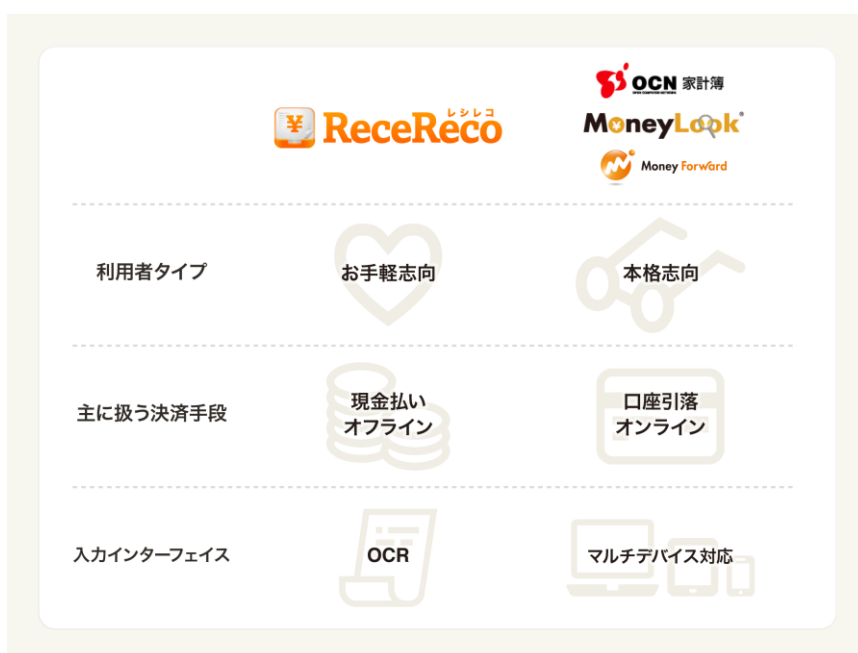 OCN 家計簿
OPEN COMPUTER NETWORK
レシレコ
¥ ReceReco
MoneyLook
Money Forward
利用者タイプ
お手軽志向
本格志向
主に扱う決済手段
現金払い
オフライン
口座引落
オンライン
入力インターフェイス
OCR
マルチデバイス対応